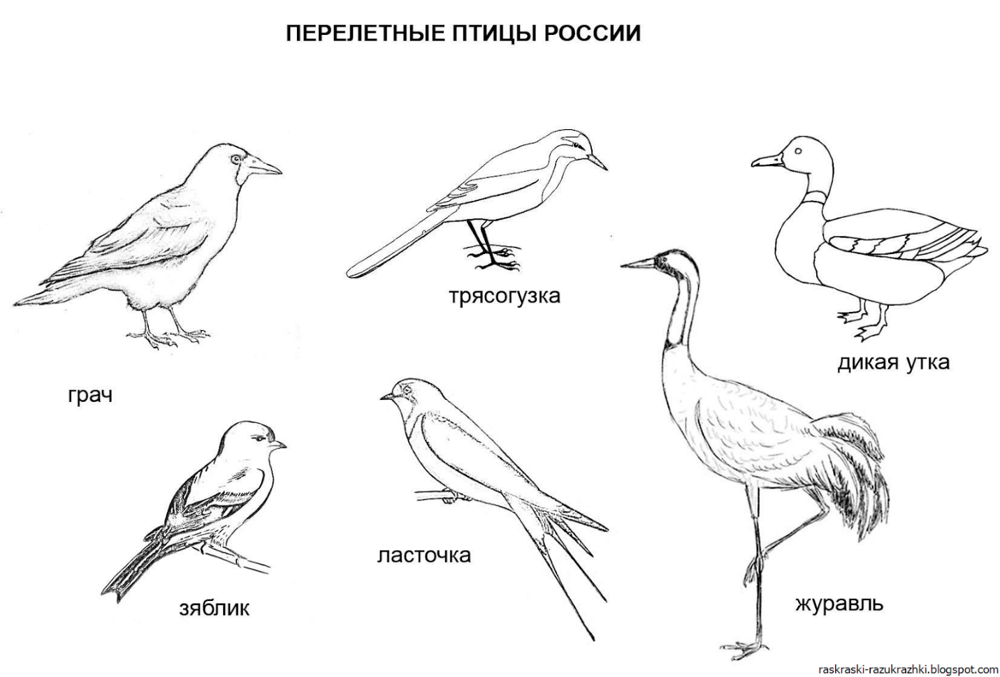 ПЕРЕЛЕТНЫЕ ПТИЦЫ РОССИИ
трясогузка
дикая утка
грач
ласточка
зяблик
журавль
raskraski-razukrazhki.blogspot.com